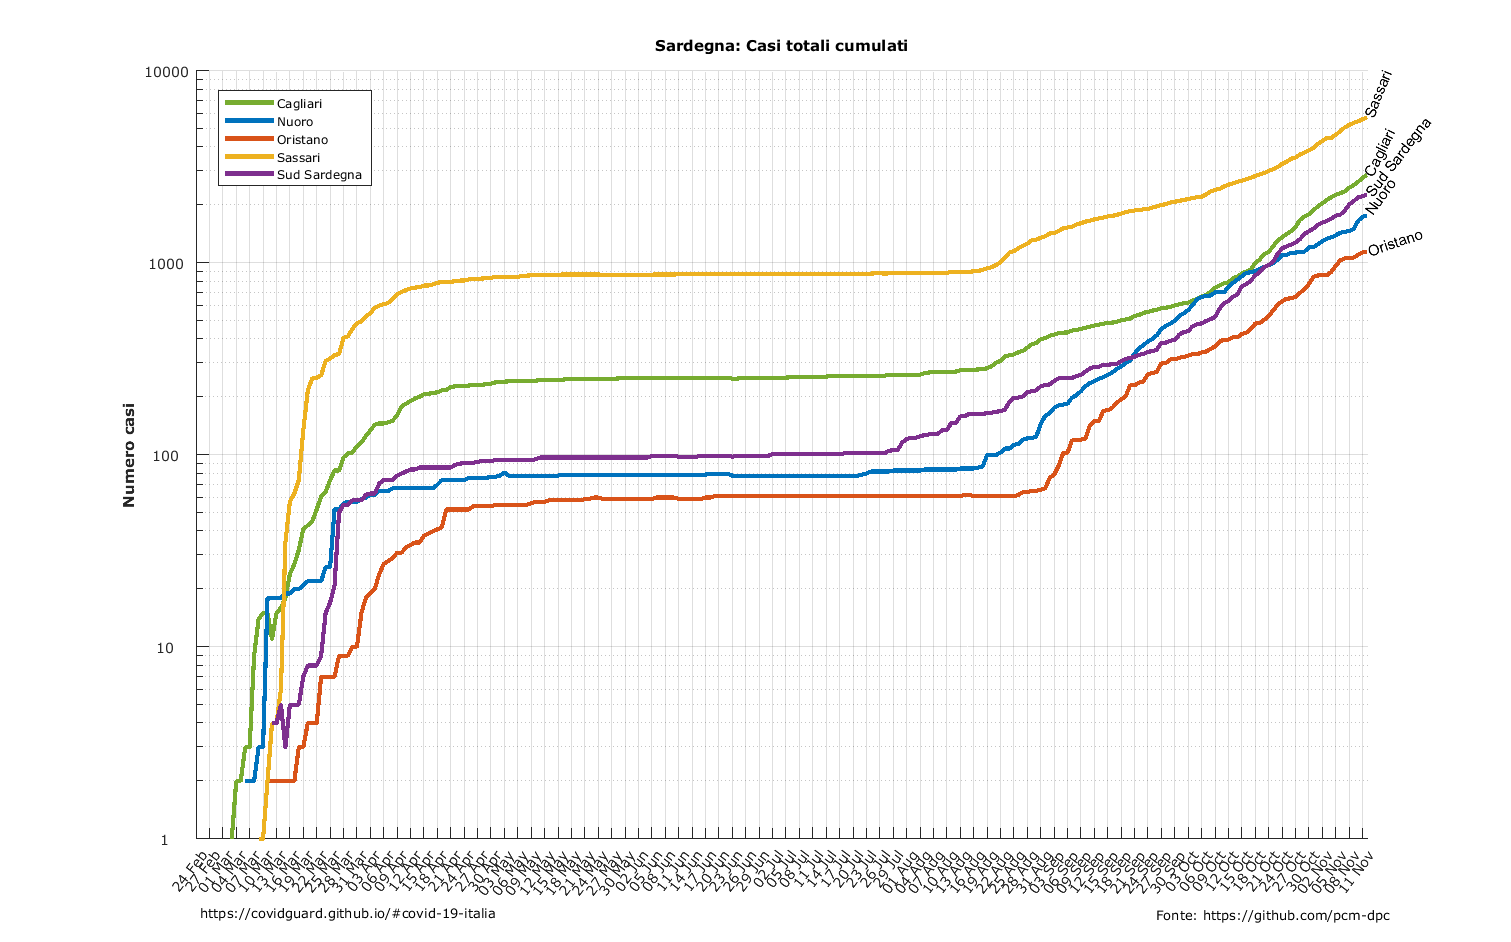 Sardegna: Casi totali cumulati
Numero casi
10000
1000
100
10
1
Cagliari
Nuoro
Oristano
Sassari
Sud Sardegna
Sassari
Cagliari
Sud Sardegna
Nuoro
Oristano
24 Feb
27 Feb
01 Mar
04 Mar
07 Mar
10 Mar
13 Mar
16 Mar
19 Mar
22 Mar
25 Mar
28 Mar
31 Mar
03 Apr
06 Apr
09 Apr
12 Apr
15 Apr
18 Apr
21 Apr
24 Apr
27 Apr
30 Apr
03 May
06 May
09 May
12 May
15 May
18 May
21 May
24 May
27 May
30 May
02 Jun
05 Jun
08 Jun
11 Jun
14 Jun
17 Jun
20 Jun
23 Jun
26 Jun
29 Jun
02 Jul
05 Jul
08 Jul
11 Jul
14 Jul
17 Jul
20 Jul
23 Jul
26 Jul
29 Jul
01 Aug
04 Aug
07 Aug
10 Aug
13 Aug
16 Aug
19 Aug
22 Aug
25 Aug
28 Aug
31 Aug
03 Sep
06 Sep
09 Sep
12 Sep
15 Sep
18 Sep
21 Sep
24 Sep
27 Sep
30 Sep
03 Oct
06 Oct
09 Oct
12 Oct
15 Oct
18 Oct
21 Oct
24 Oct
27 Oct
30 Oct
02 Nov
05 Nov
08 Nov
11 Nov
https://covidguard.github.io/#covid-19-italia
Fonte: https://github.com/pcm-dpc